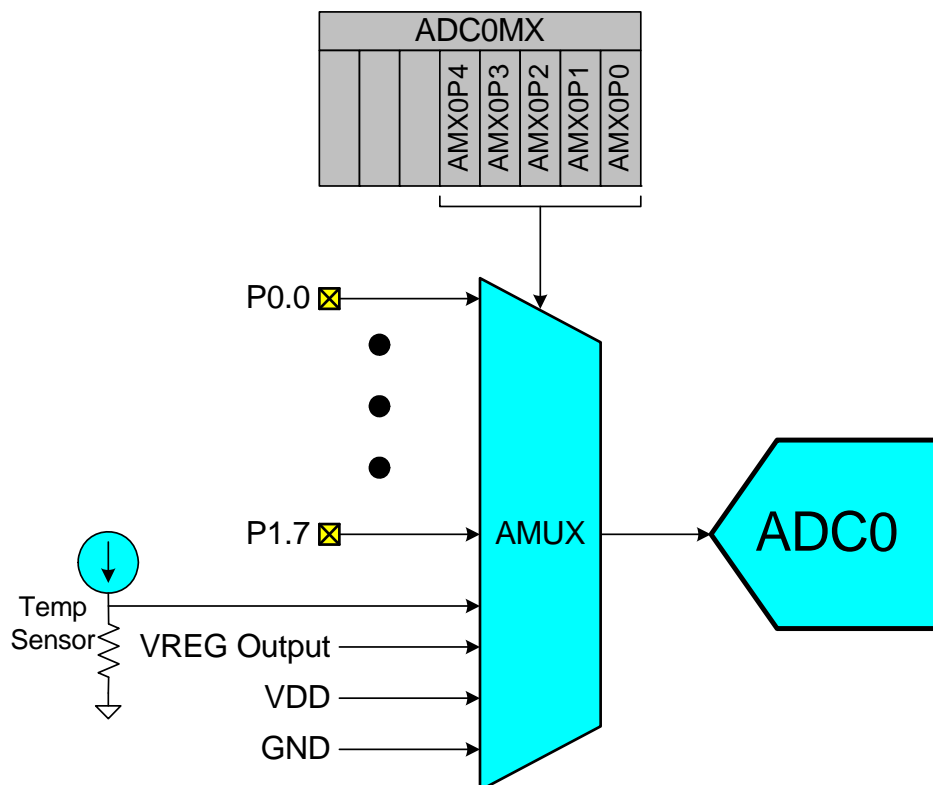 ADC0MX
AMX0P4
AMX0P3
AMX0P2
AMX0P1
AMX0P0
P0.0
P1.7
AMUX
ADC0
Temp
Sensor
VREG Output
VDD
GND